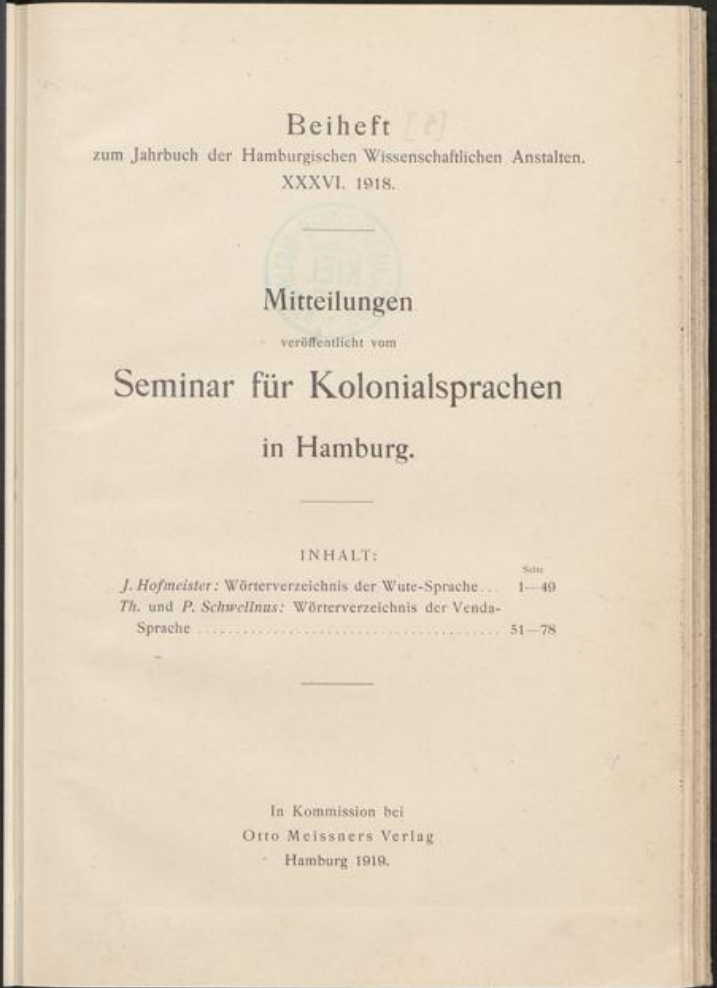 Beiheft
zum Jahrbuch der Hamburgischen Wissenschaftlichen Anstalten.
XXXVI. 1918.
Mitteilungen
veröffentlicht vom
Seminar für Kolonialsprachen
in Hamburg.
INHALT:
Seite
J. Hofmeister: Wörterverzeichnis der Wute-Sprache... 1—49
Th. und P. Schwellnus: Wörterverzeichnis der Venda-
Sprache ........................................ 51—78
In Kommission bei
Otto Meissners Verlag
Hamburg 1919.